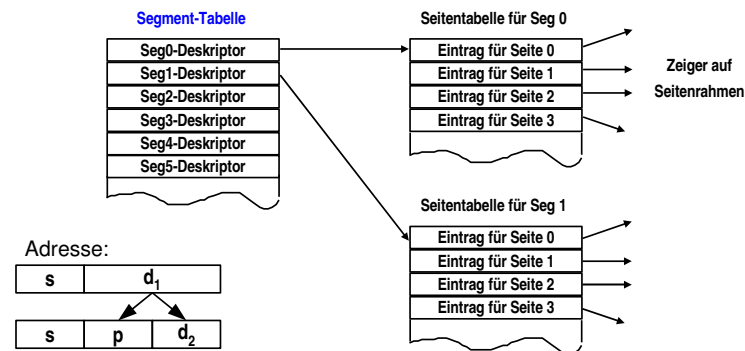 Segment-Tabelle
Seg0-Deskriptor
Seg1-Deskriptor
Seg2-Deskriptor
Seg3-Deskriptor
Seg4-Deskriptor
Seg5-Deskriptor
Seitentabelle für Seg 0
Eintrag für Seite 0
Eintrag für Seite 1
Eintrag für Seite 2
Eintrag für Seite 3
Zeiger auf
Seitenrahmen
Seitentabelle für Seg 1
Eintrag für Seite 0
Eintrag für Seite 1
Eintrag für Seite 2
Eintrag für Seite 3
Adresse:
s d₁
s p d₂